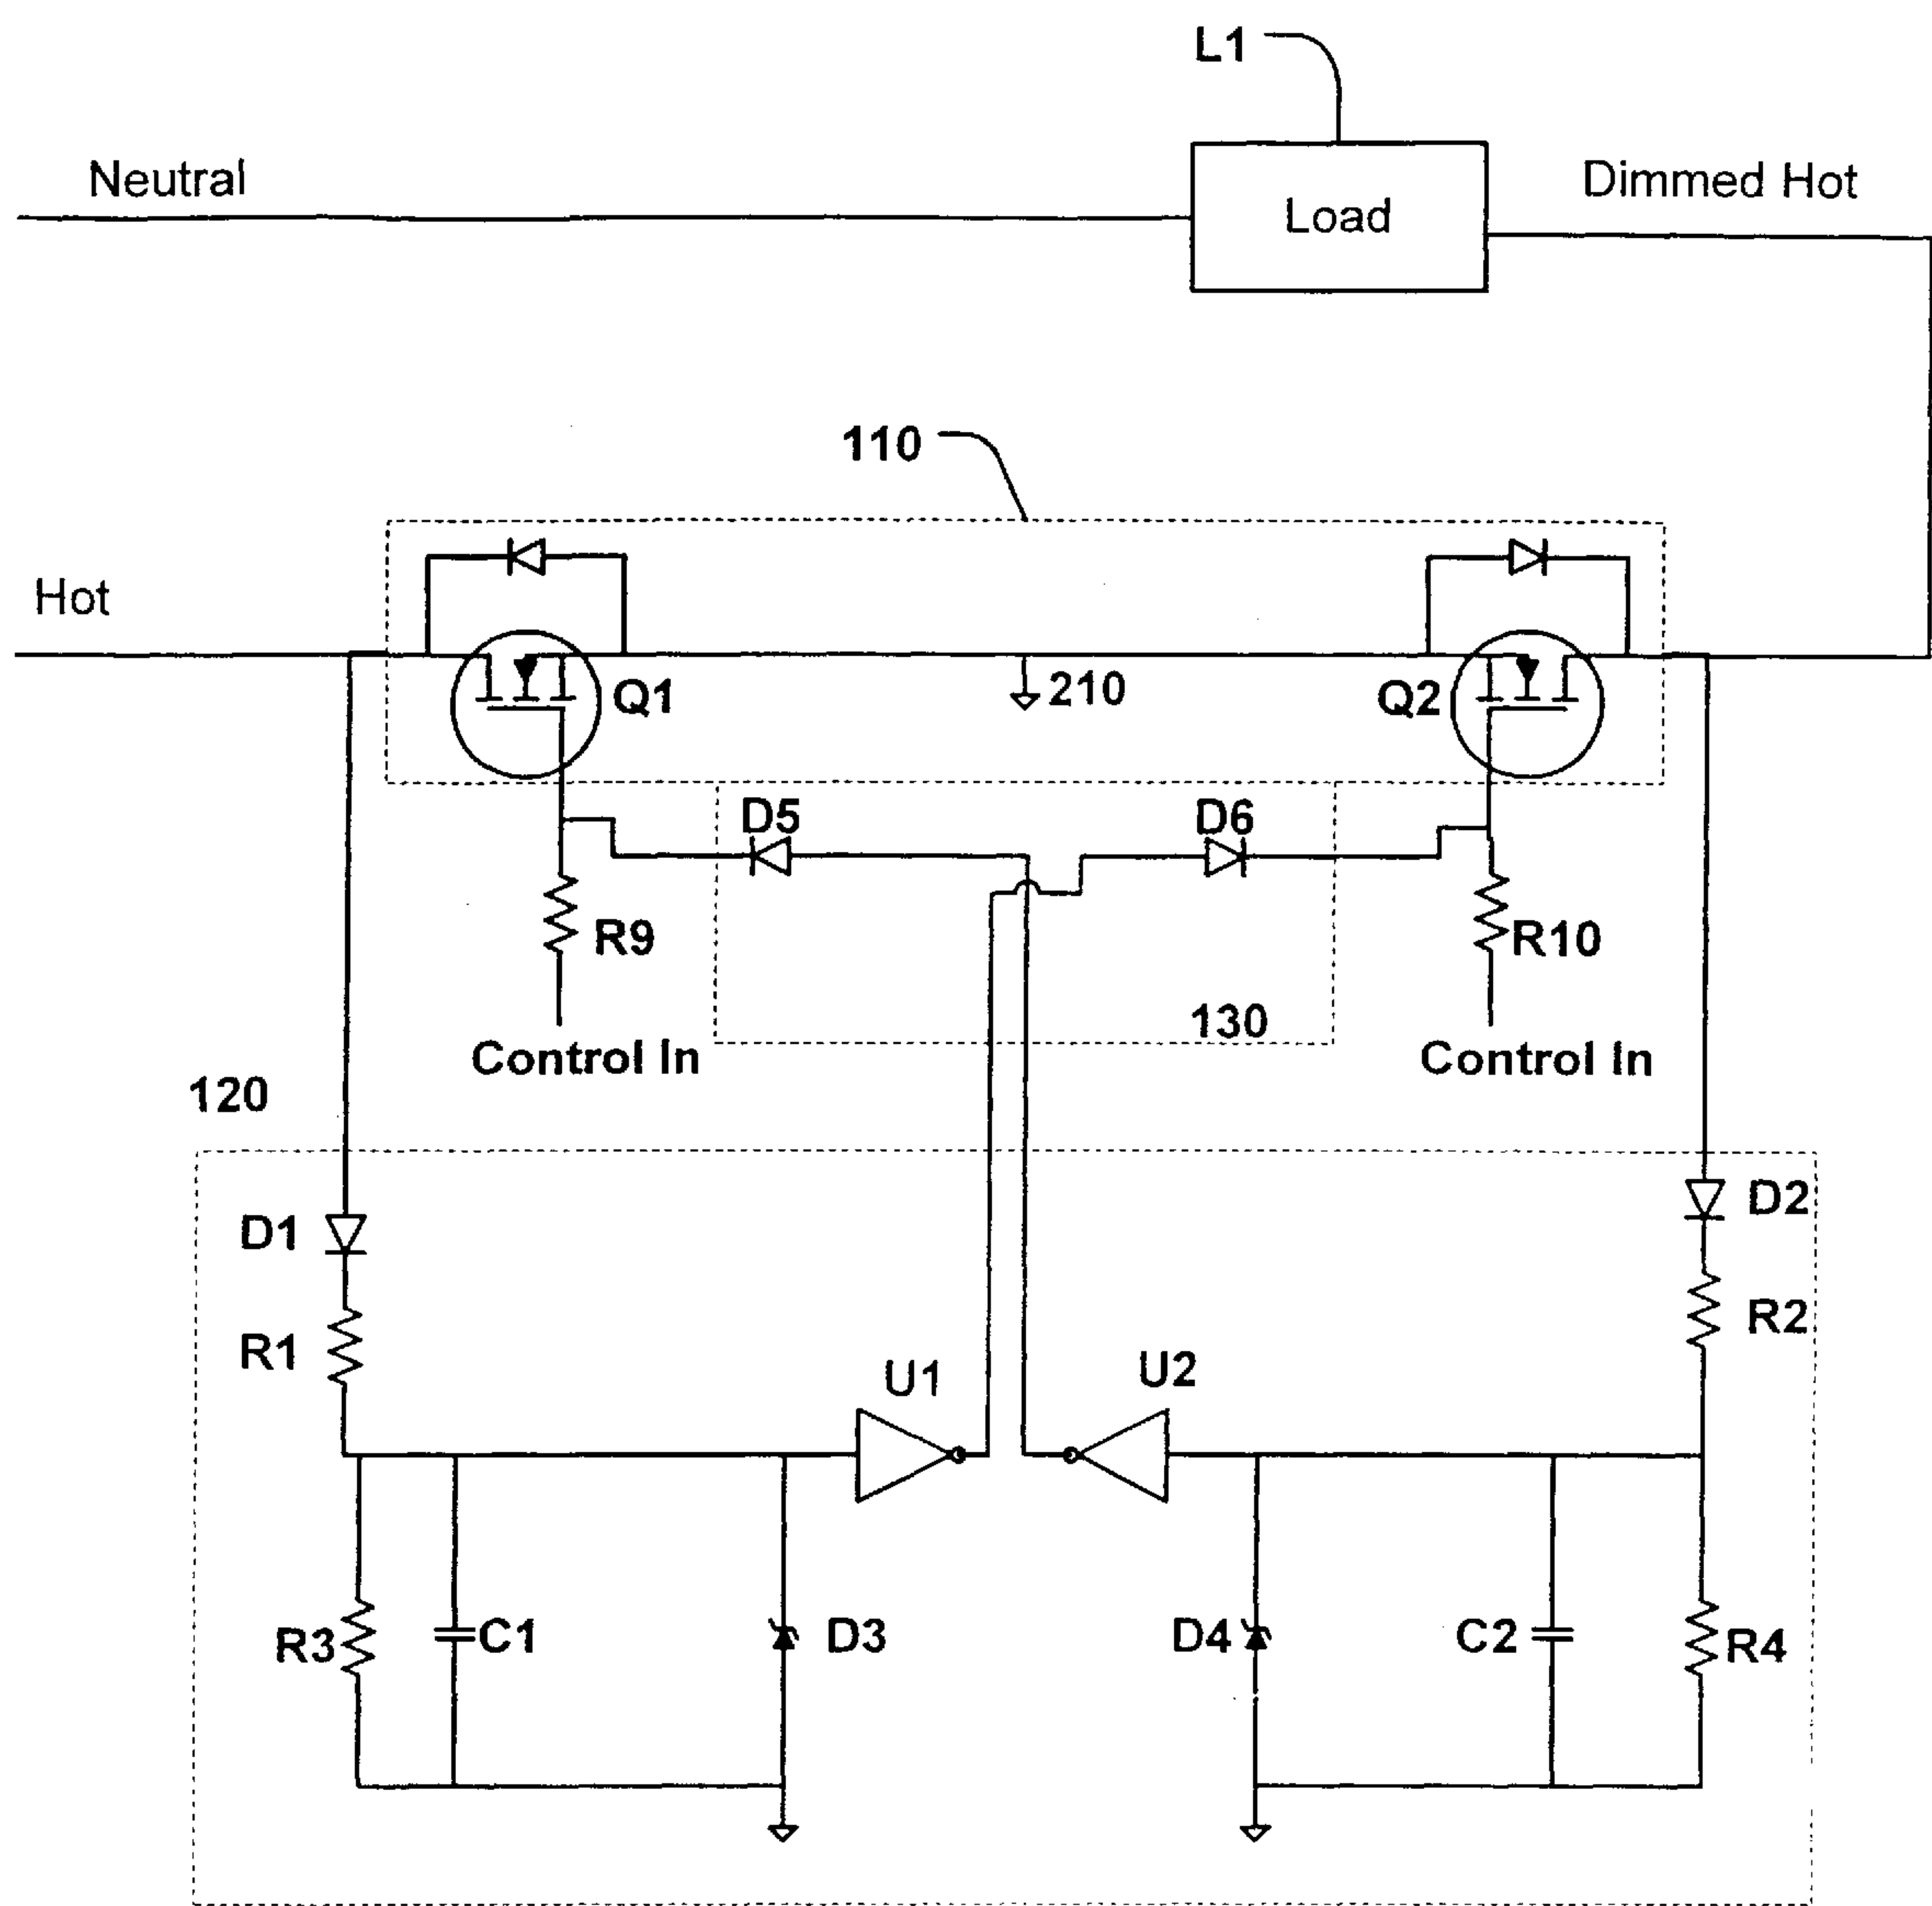 L1
Neutral
Load
Dimmed Hot
110
Hot
Q1
210
Q2
D5
D6
R9
R10
130
Control In
Control In
120
D1
D2
R1
R2
U1
U2
R3
C1
D3
D4
C2
R4